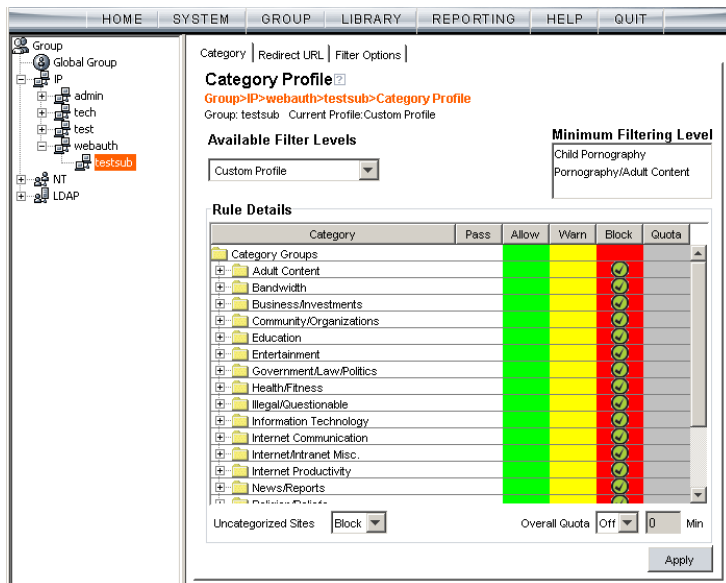 HOME SYSTEM GROUP LIBRARY REPORTING HELP QUIT
Group
Global Group
IP
admin
tech
test
webauth
testsub
NT
LDAP
Category Redirect URL Filter Options
Category Profile ?
Group>IP>webauth>testsub>Category Profile
Group: testsub Current Profile:Custom Profile
Available Filter Levels
Custom Profile
Minimum Filtering Level
Child Pornography
Pornography/Adult Content
Rule Details
Category Pass Allow Warn Block Quota
Category Groups
Adult Content
Bandwidth
Business/Investments
Community/Organizations
Education
Entertainment
Government/Law/Politics
Health/Fitness
Illegal/Questionable
Information Technology
Internet Communication
Internet/Intranet Misc.
Internet Productivity
News/Reports
Religion/Beliefs
Uncategorized Sites Block Overall Quota Off 0 Min
Apply